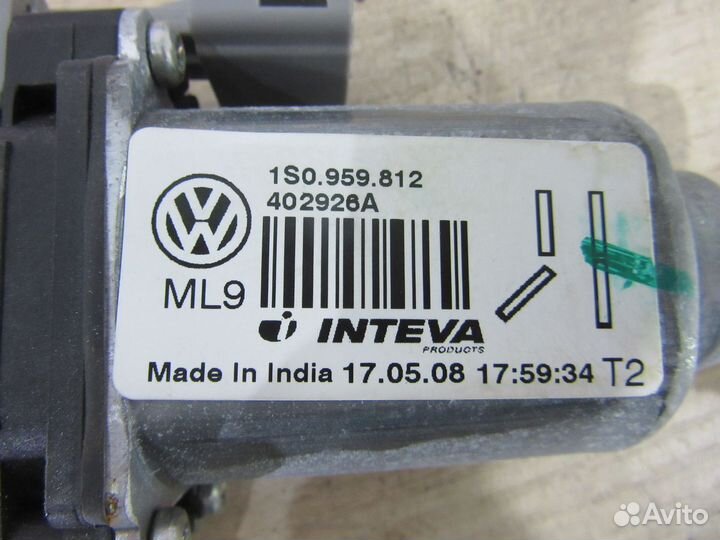 1S0.959.812
402926A
ML9
INTEVA
PRODUCTS
Made In India 17.05.08 17:59:34 T2
Avito